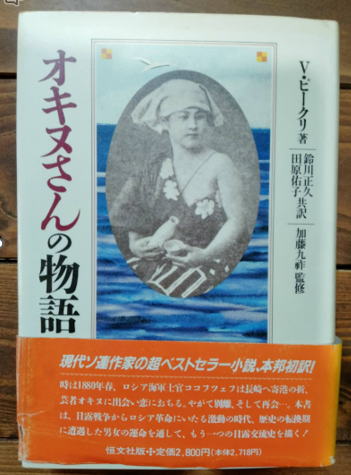 オキヌさんの物語
V・ピークリ 著
鈴川正久
田原佑子 共訳
加藤九祚 監修
現代ソ連作家の超ベストセラー小説、本邦初訳!
時は1880年春、ロシア海軍士官ココフツェフは長崎へ寄港の折、
芸者オキヌに出会い恋におちる。やがて別離、そして再会―。本書
は、日露戦争からロシア革命にいたる激動の時代、歴史の転換期
に遭遇した男女の運命を通して、もう一つの日露交流史を描く!
恒文社版・定価2,800円(本体2,718円)